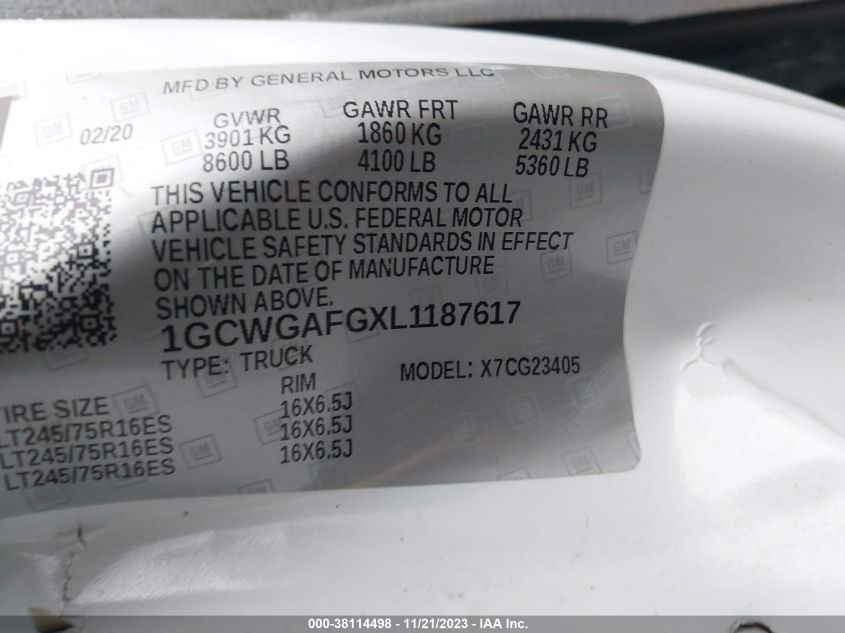 MFD BY GENERAL MOTORS LLC
02/20
GVWR GAWR FRT GAWR RR
3901 KG 1860 KG 2431 KG
8600 LB 4100 LB 5360 LB
THIS VEHICLE CONFORMS TO ALL
APPLICABLE U.S. FEDERAL MOTOR
VEHICLE SAFETY STANDARDS IN EFFECT
ON THE DATE OF MANUFACTURE
SHOWN ABOVE.
1GCWGAFGXL1187617
TYPE: TRUCK MODEL: X7CG23405
TIRE SIZE RIM
LT245/75R16ES 16X6.5J
LT245/75R16ES 16X6.5J
LT245/75R16ES 16X6.5J
000-38114498 - 11/21/2023 - IAA Inc.